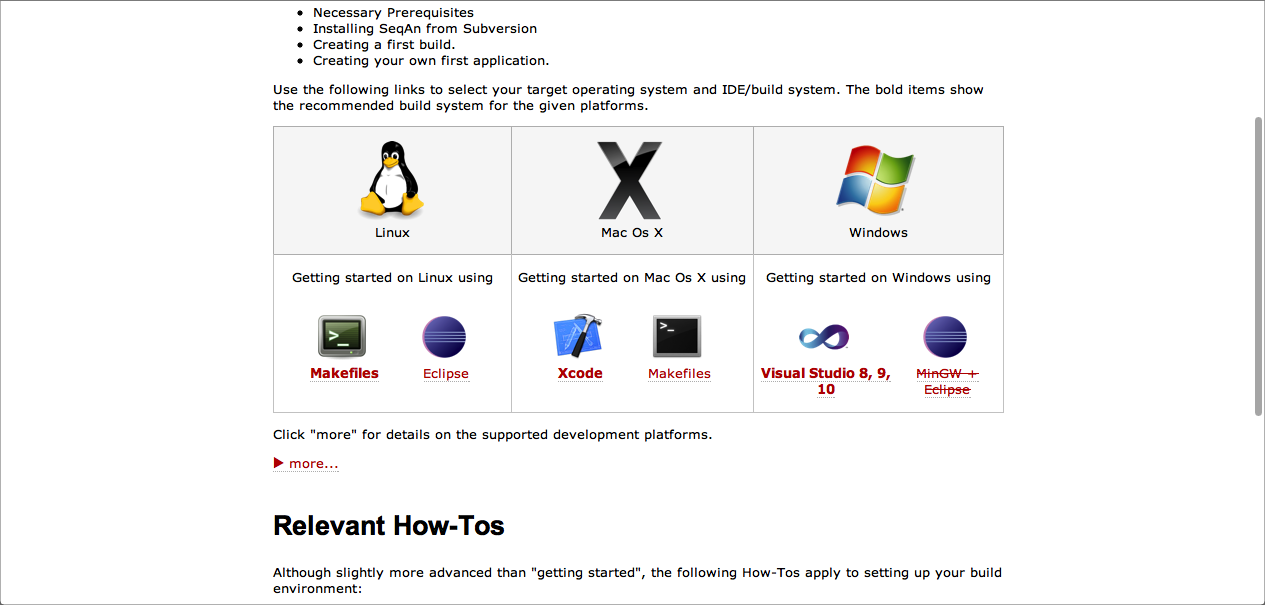 Necessary Prerequisites
Installing SeqAn from Subversion
Creating a first build.
Creating your own first application.
Use the following links to select your target operating system and IDE/build system. The bold items show
the recommended build system for the given platforms.
Linux
Mac Os X
Windows
Getting started on Linux using
Getting started on Mac Os X using
Getting started on Windows using
Makefiles
Eclipse
Xcode
Makefiles
Visual Studio 8, 9,
10
MinGW +
Eclipse
Click "more" for details on the supported development platforms.
more...
Relevant How-Tos
Although slightly more advanced than "getting started", the following How-Tos apply to setting up your build
environment: